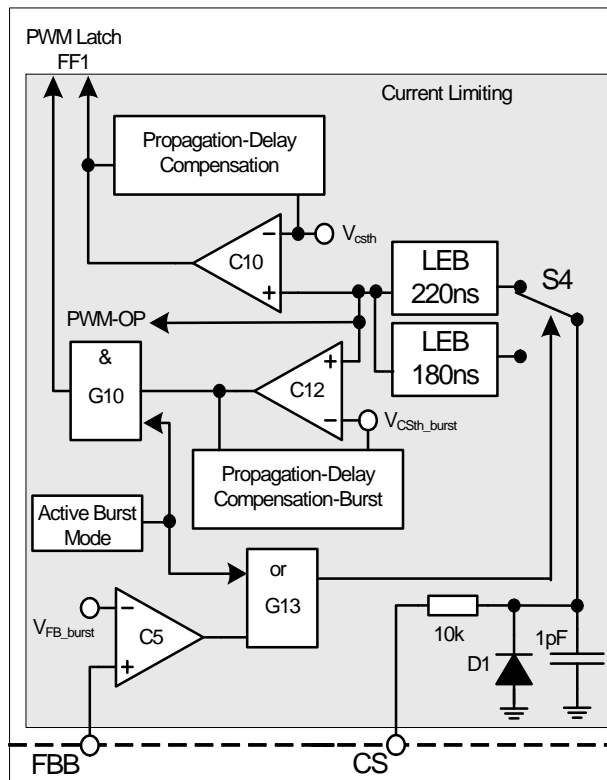 PWM Latch
FF1
Current Limiting
Propagation-Delay
Compensation
Vcsth
C10
LEB
220ns
S4
PWM-OP
LEB
180ns
&
G10
C12
VCSth_burst
Propagation-Delay
Compensation-Burst
Active Burst
Mode
or
G13
VFB_burst
C5
10k
1pF
D1
FBB
CS